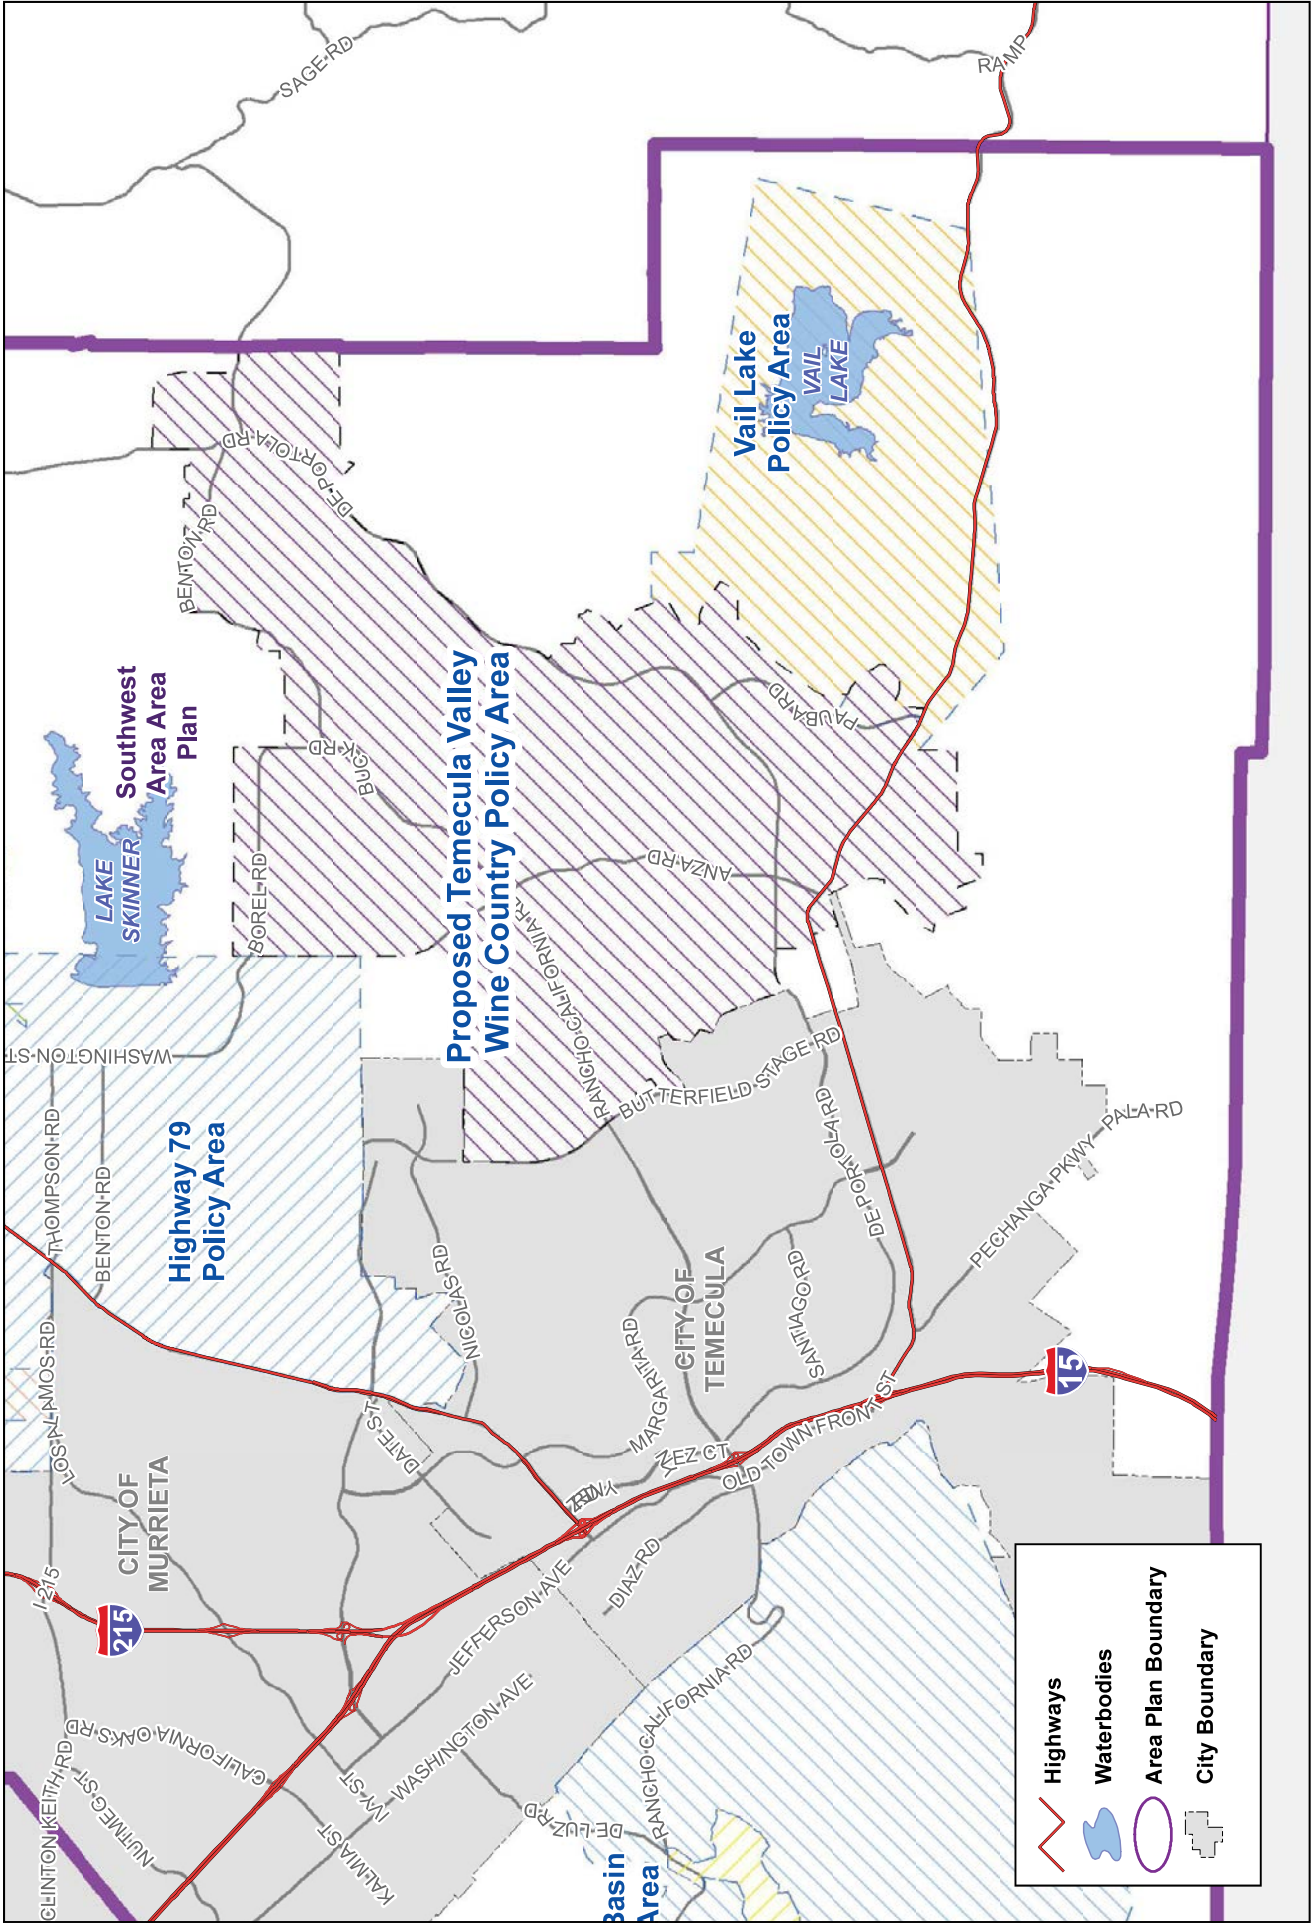 SAGE RD
RAMP
BENTON RD
DE PORTOLA RD
Vail Lake
Policy Area
VAIL
LAKE
Southwest
Area Area
Plan
LAKE
SKINNER
BUCK RD
BOREL RD
PAUBA RD
ANZA RD
Proposed Temecula Valley
Wine Country Policy Area
RANCHO CALIFORNIA RD
WASHINGTON ST
THOMPSON RD
BENTON RD
Highway 79
Policy Area
BUTTERFIELD STAGE RD
DE PORTOLA RD
PALA RD
PECHANGA PKWY
NICOLAS RD
MARGARITA RD
CITY OF
TEMECULA
SANTIAGO RD
LOS ALAMOS RD
DATE ST
YNEZ CT
OLD TOWN FRONT ST
15
CITY OF
MURRIETA
I-215
215
JEFFERSON AVE
DIAZ RD
WASHINGTON AVE
RANCHO CALIFORNIA RD
CALIFORNIA OAKS RD
CLINTON KEITH RD
NUTMEG ST
IVY ST
KALMIA ST
DE LUZ RD
Basin
Area
Highways
Waterbodies
Area Plan Boundary
City Boundary